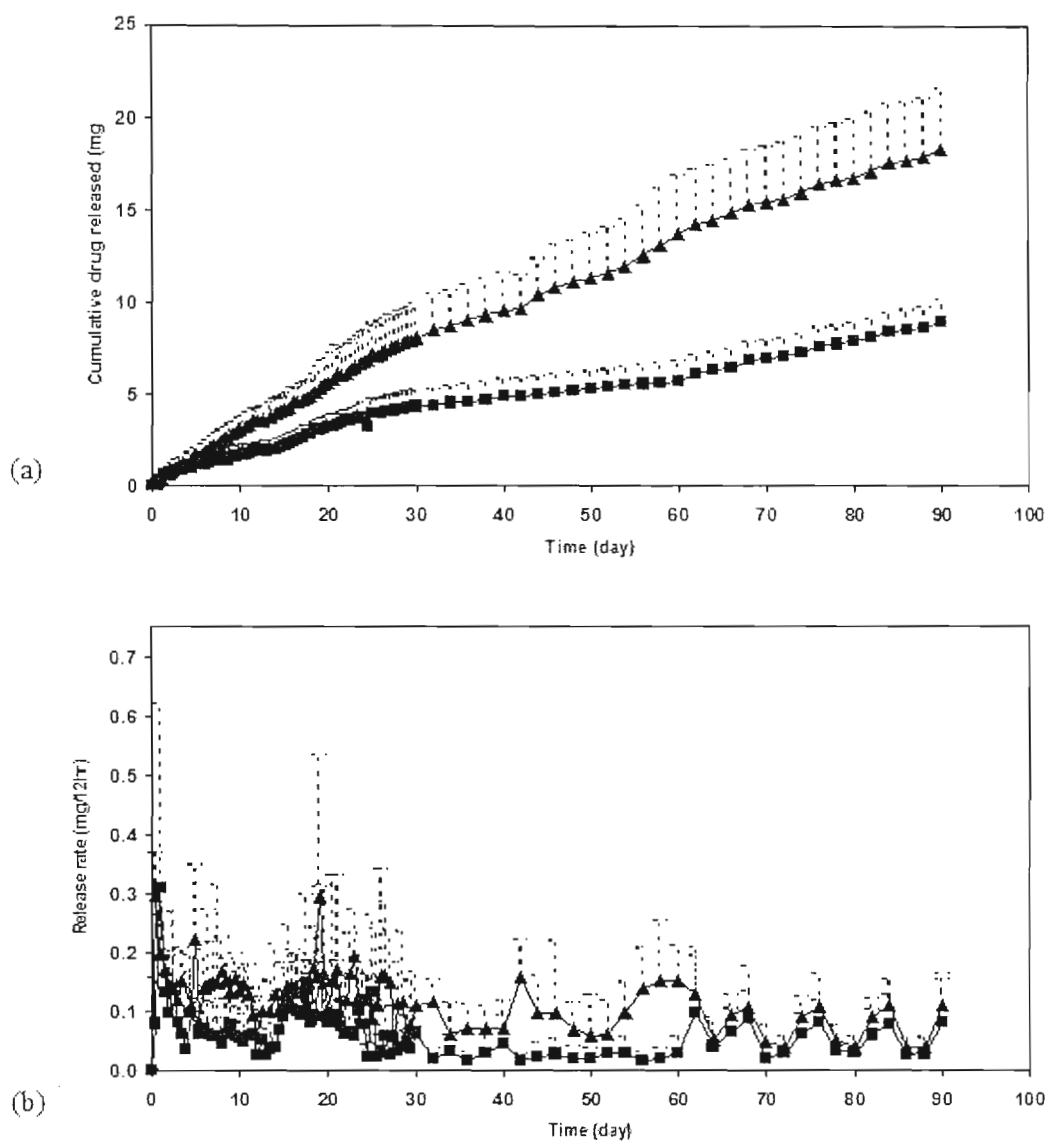 25
20
15
10
5
0
Cumulative drug released (mg
0 10 20 30 40 50 60 70 80 90 100
Time (day)
(a)
0.7
0.6
0.5
0.4
0.3
0.2
0.1
0.0
Release rate (mg/12hr)
0 10 20 30 40 50 60 70 80 90 100
Time (day)
(b)